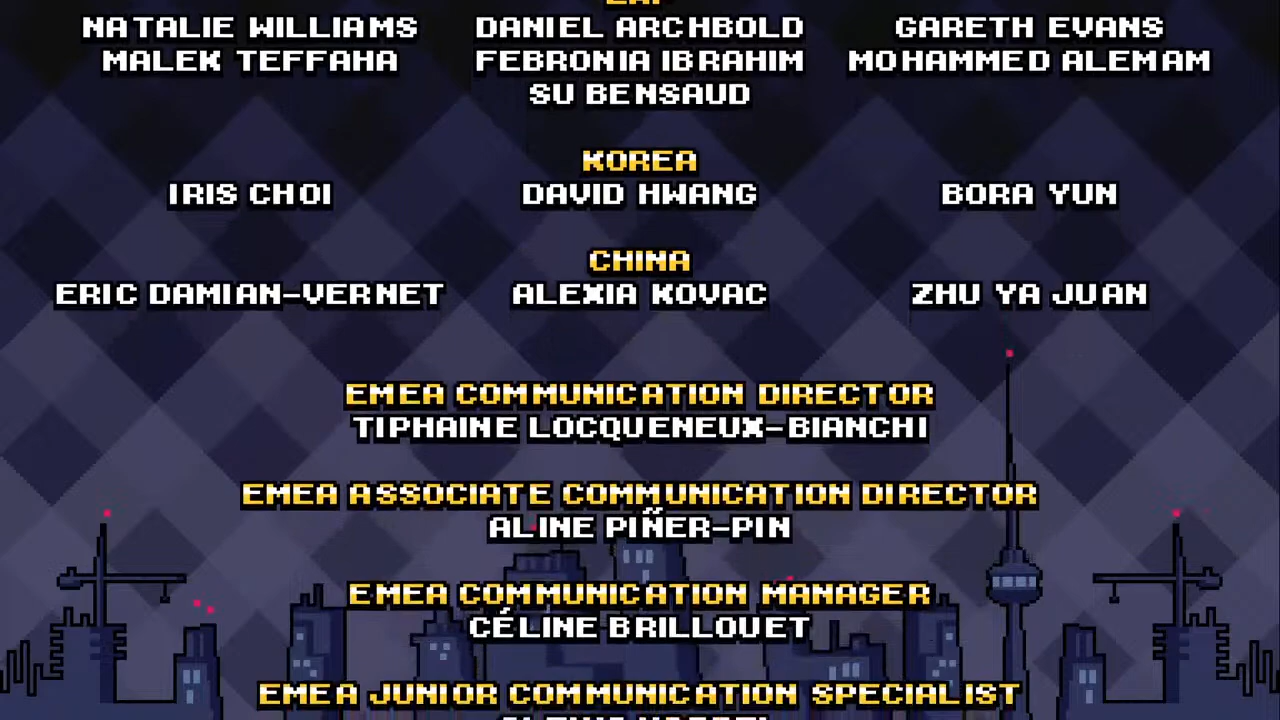 NATALIE WILLIAMS DANIEL ARCHBOLD GARETH EVANS
MALEK TEFFAHA FEBRONIA IBRAHIM MOHAMMED ALEMAM
SU BENSAUD
KOREA
IRIS CHOI DAVID HWANG BORA YUN
CHINA
ERIC DAMIAN-VERNET ALEXIA KOVAC ZHU YA JUAN
EMEA COMMUNICATION DIRECTOR
TIPHAINE LOCQUENEUX-BIANCHI
EMEA ASSOCIATE COMMUNICATION DIRECTOR
ALINE PIÑER-PIN
EMEA COMMUNICATION MANAGER
CÉLINE BRILLOUET
EMEA JUNIOR COMMUNICATION SPECIALIST